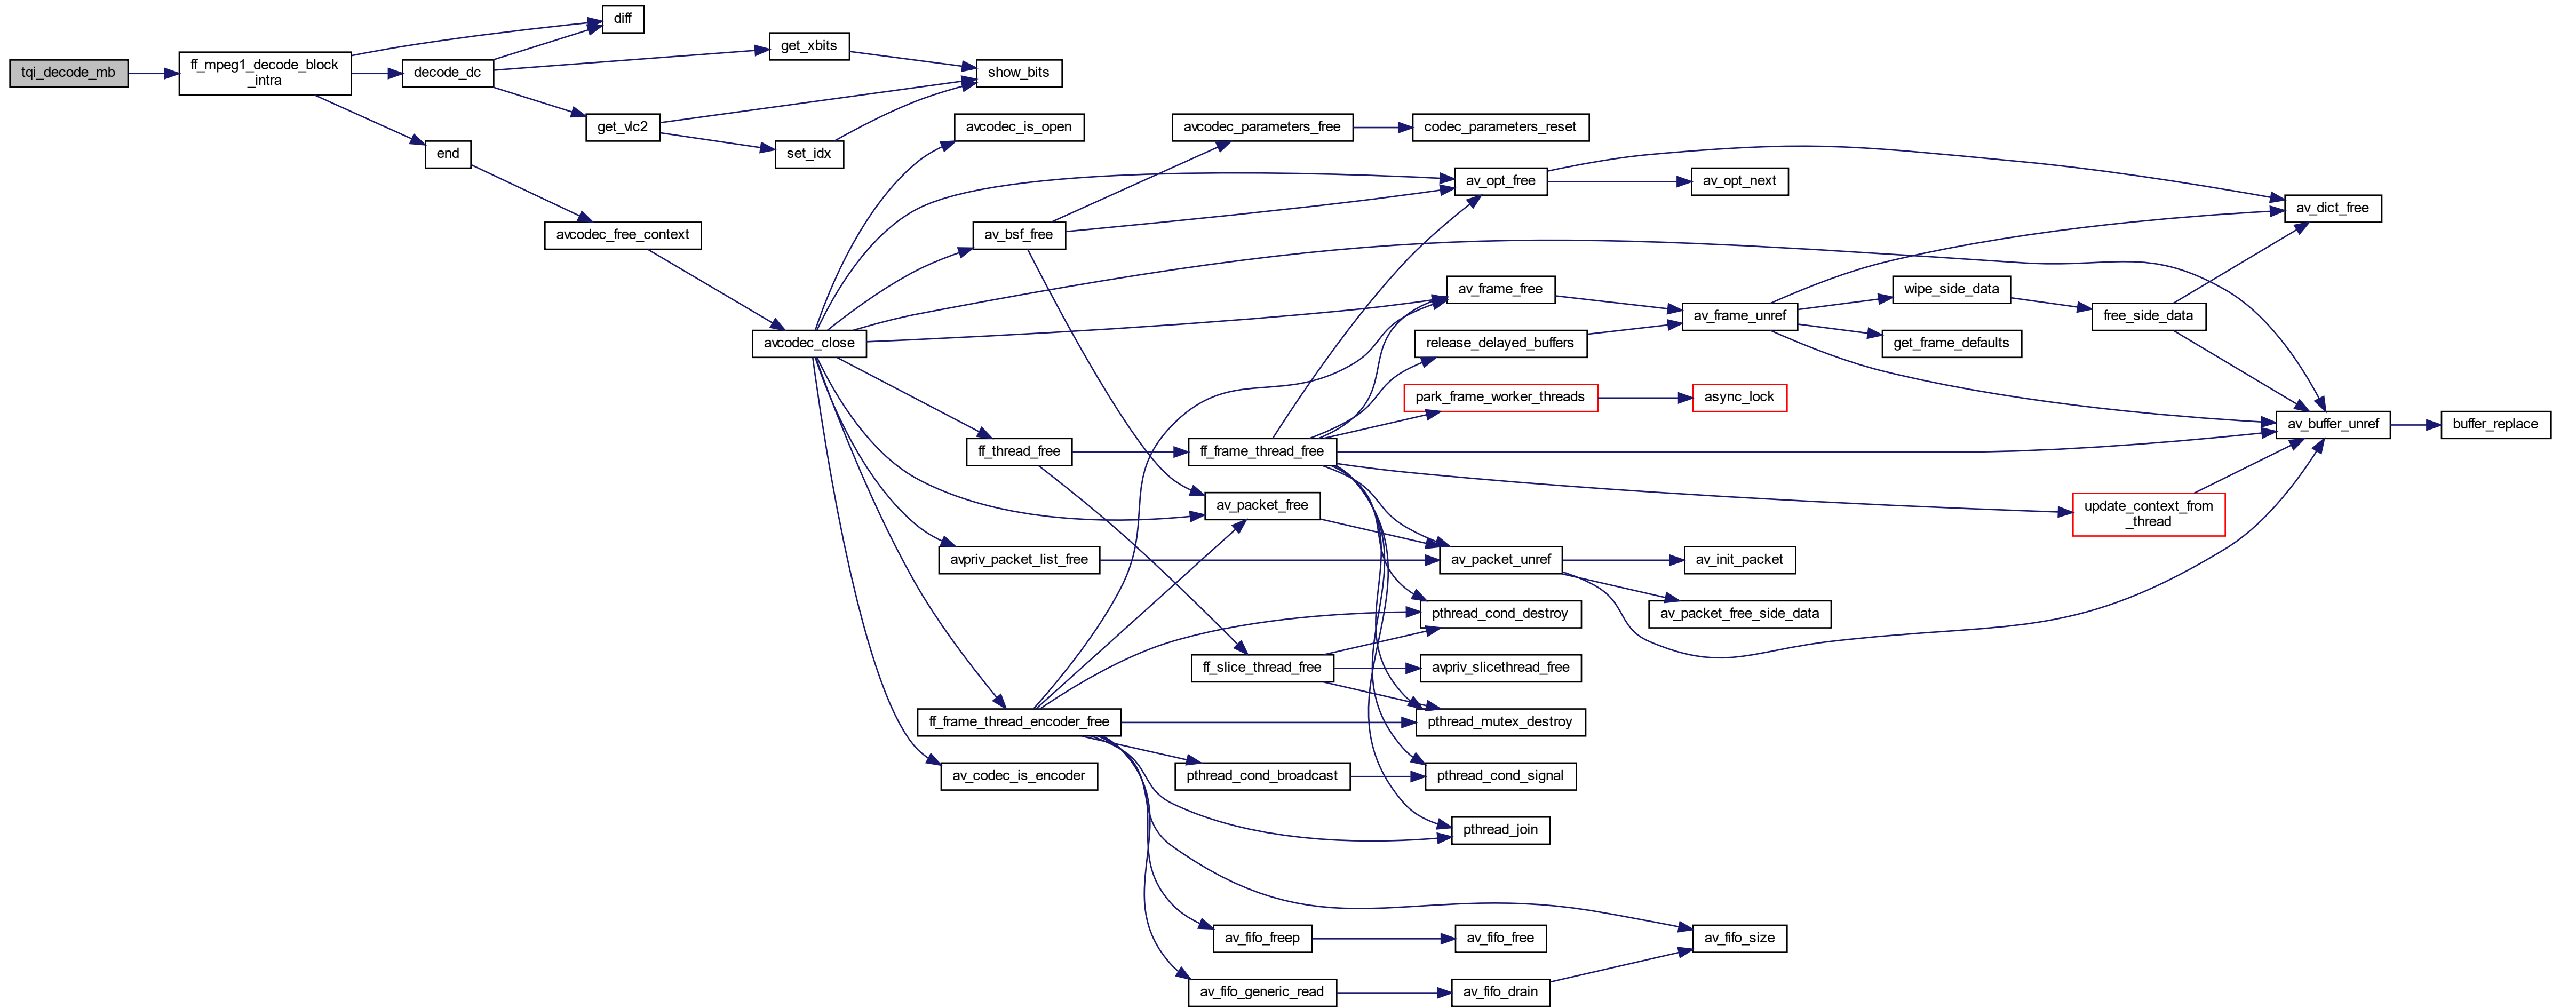 diff
get_xbits
tqi_decode_mb
ff_mpeg1_decode_block
_intra
decode_dc
show_bits
get_vlc2
avcodec_is_open
avcodec_parameters_free
codec_parameters_reset
end
set_idx
av_opt_free
av_opt_next
av_dict_free
avcodec_free_context
av_bsf_free
av_frame_free
wipe_side_data
av_frame_unref
free_side_data
avcodec_close
release_delayed_buffers
get_frame_defaults
park_frame_worker_threads
async_lock
av_buffer_unref
buffer_replace
ff_thread_free
ff_frame_thread_free
av_packet_free
update_context_from
_thread
avpriv_packet_list_free
av_packet_unref
av_init_packet
pthread_cond_destroy
av_packet_free_side_data
ff_slice_thread_free
avpriv_slicethread_free
ff_frame_thread_encoder_free
pthread_mutex_destroy
av_codec_is_encoder
pthread_cond_broadcast
pthread_cond_signal
pthread_join
av_fifo_freep
av_fifo_free
av_fifo_size
av_fifo_generic_read
av_fifo_drain